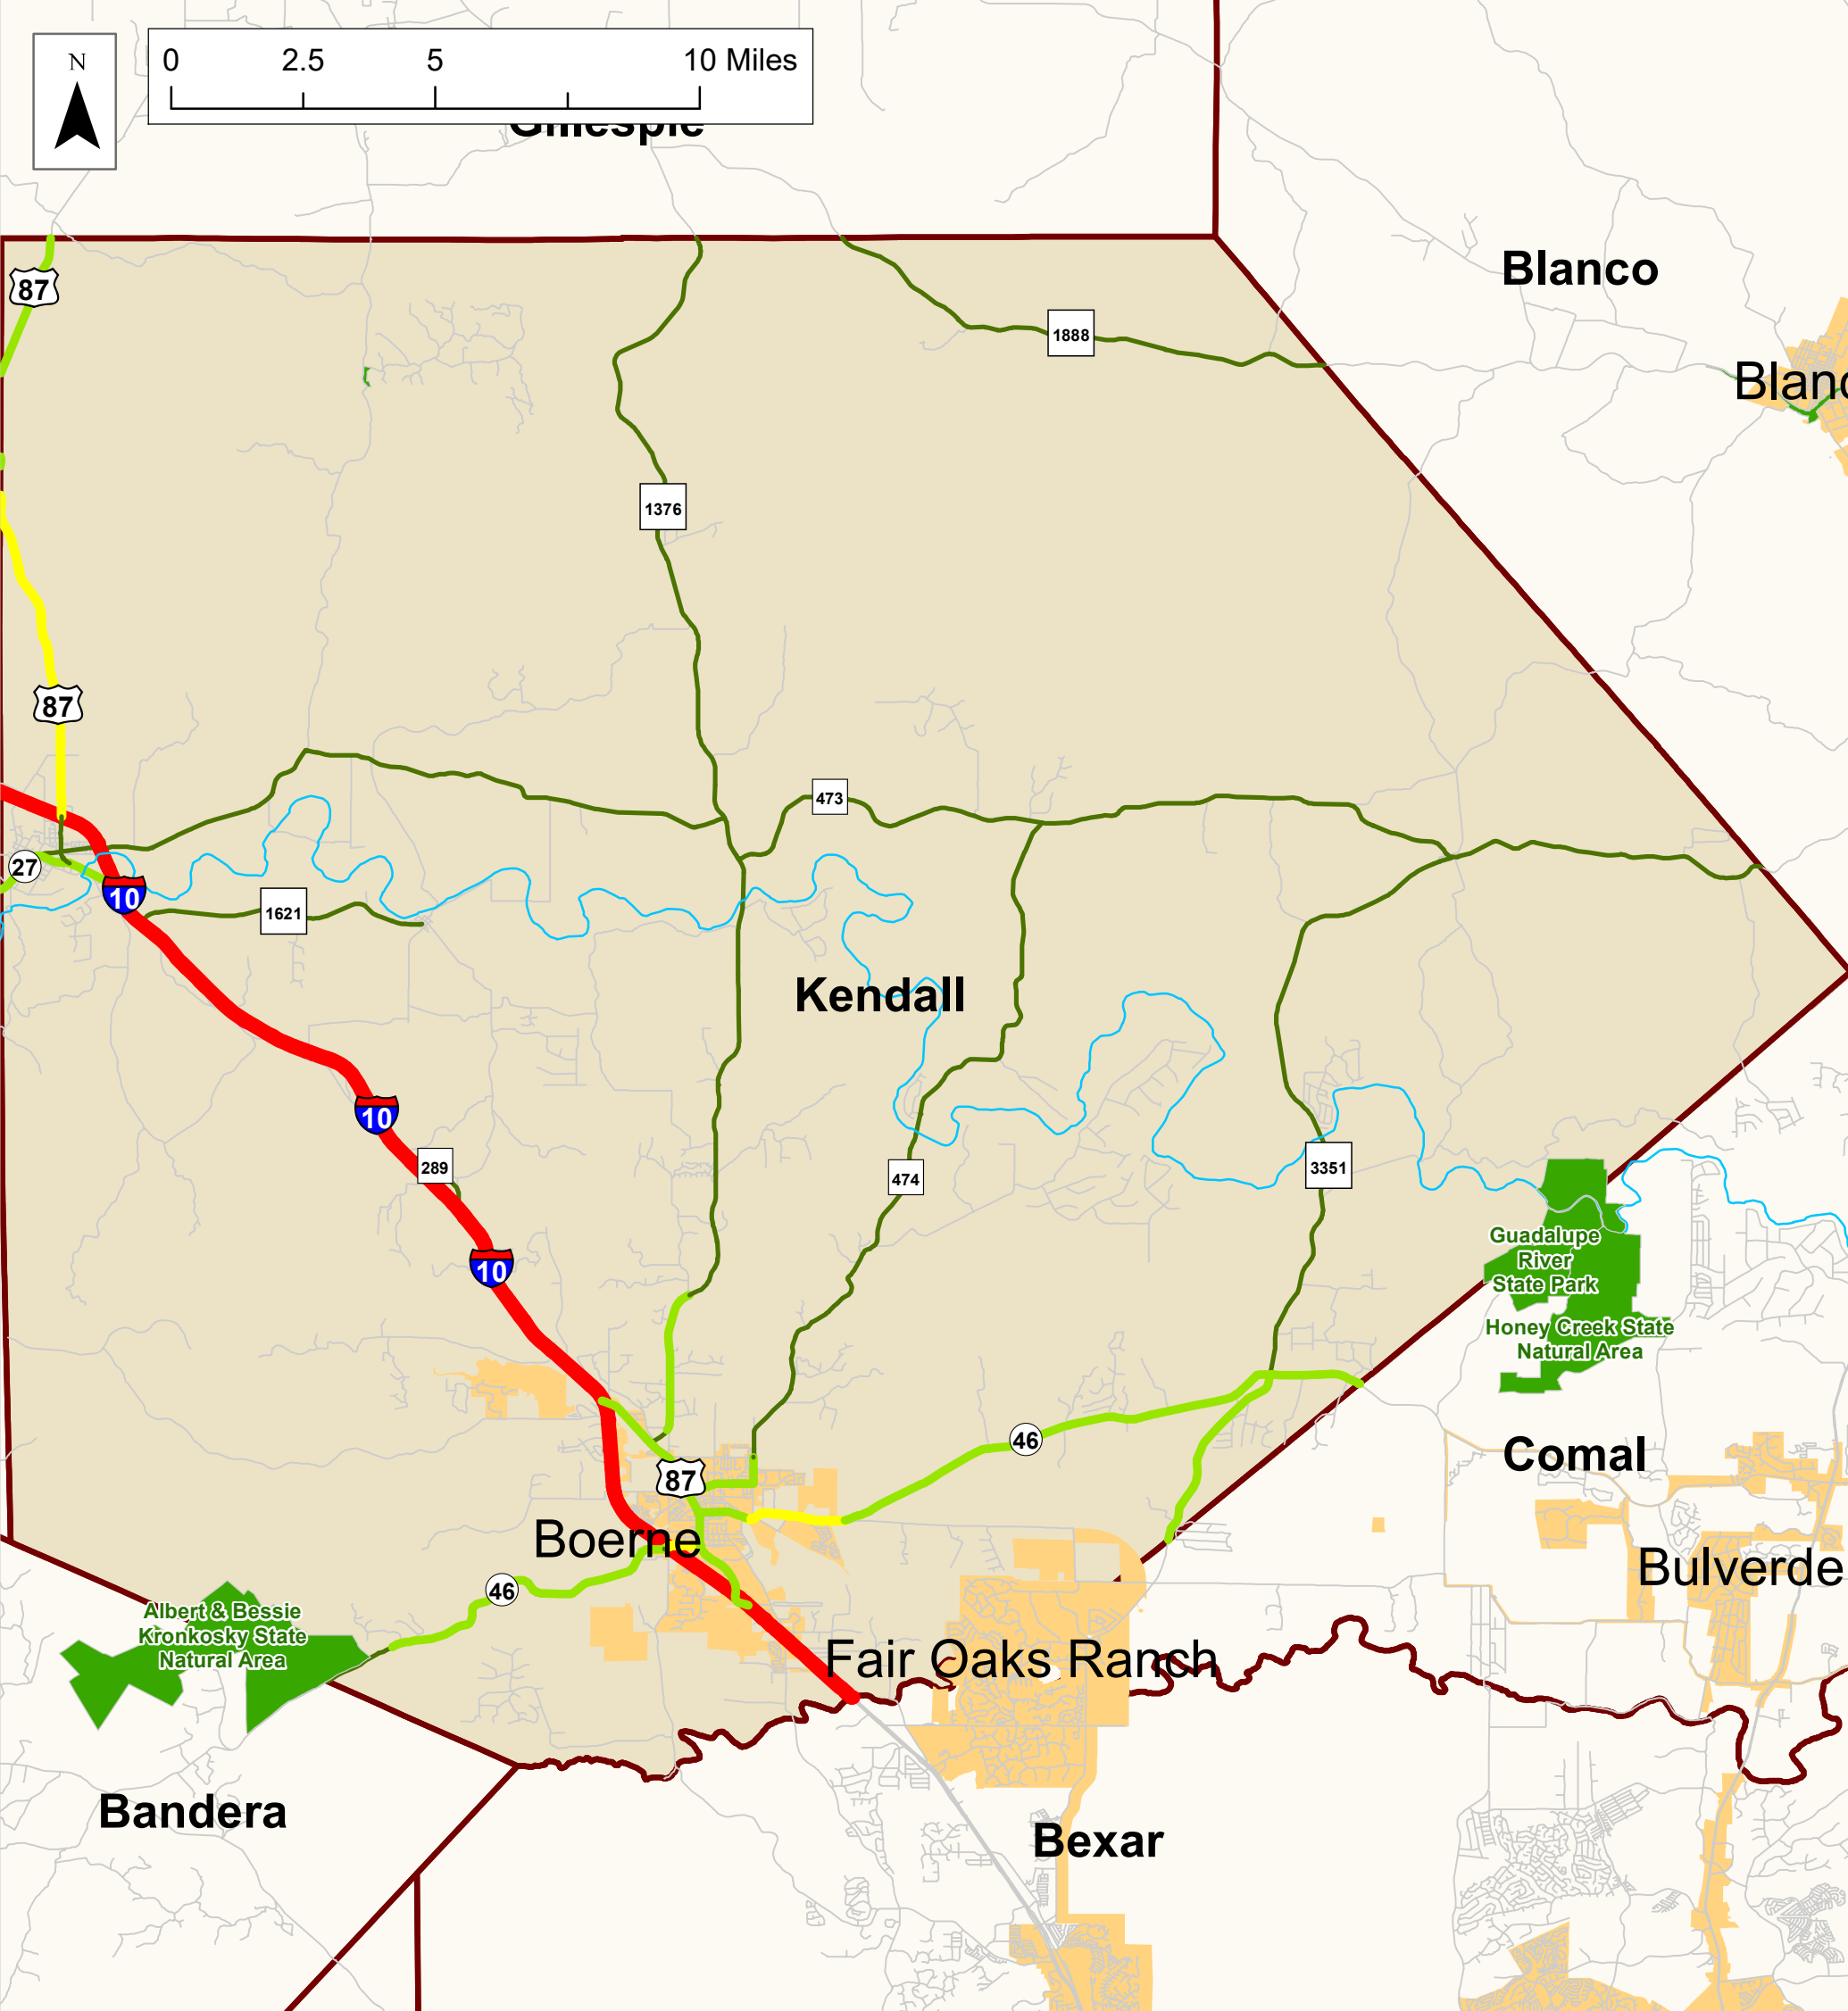 N
0 2.5 5 10 Miles
Gillespie
87
Blanco
1888
Blanc
1376
87
473
27
10
1621
Kendall
10
289
474
3351
Guadalupe
River
State Park
10
Honey Creek State
Natural Area
46
Comal
87
Boerne
Bulverde
46
Albert & Bessie
Kronkosky State
Natural Area
Fair Oaks Ranch
Bandera
Bexar